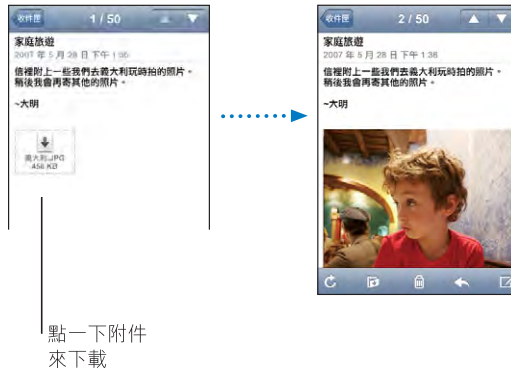 收件匣
1 / 50
家庭旅遊
2007 年 5 月 28 日 下午 1:36
信裡附上一些我們去義大利玩時拍的照片。
稍後我會再寄其他的照片。
~大明
義大利.JPG
456 KB
點一下附件
來下載
收件匣
2 / 50
家庭旅遊
2007 年 5 月 28 日 下午 1:36
信裡附上一些我們去義大利玩時拍的照片。
稍後我會再寄其他的照片。
~大明